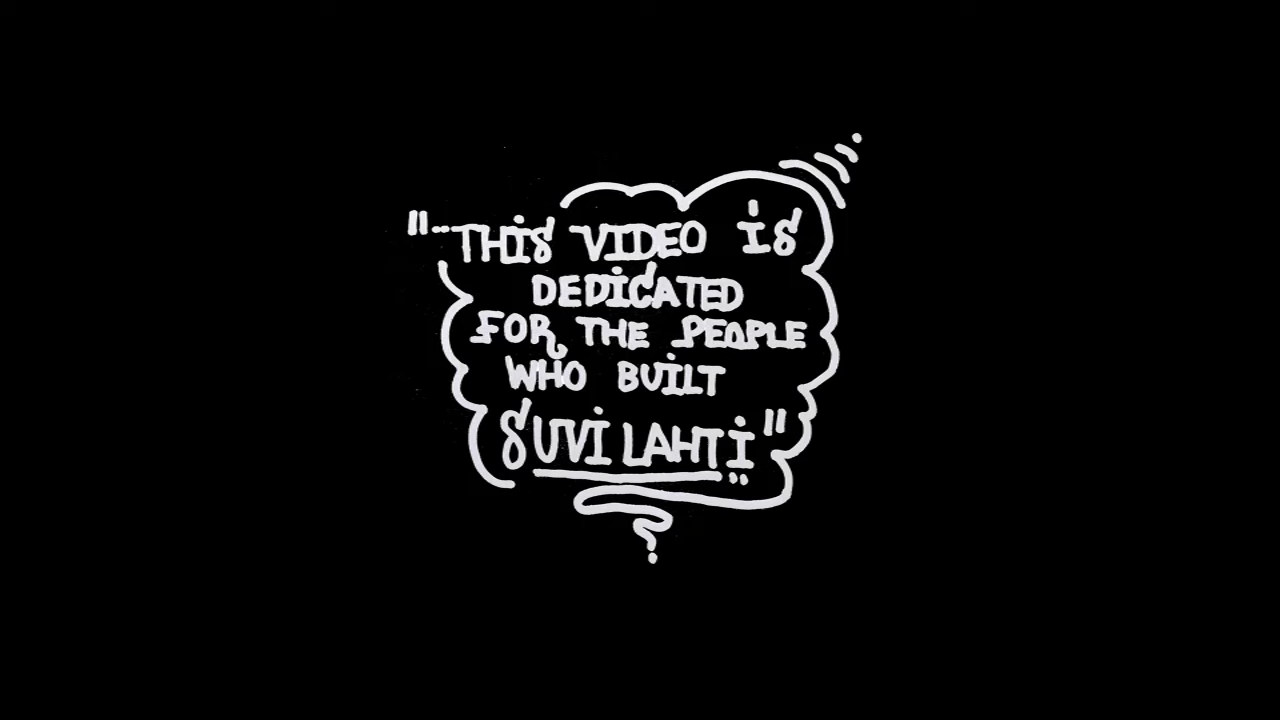 "...THIS VIDEO IS
DEDICATED
FOR THE PEOPLE
WHO BUILT
SUVILAHTI"